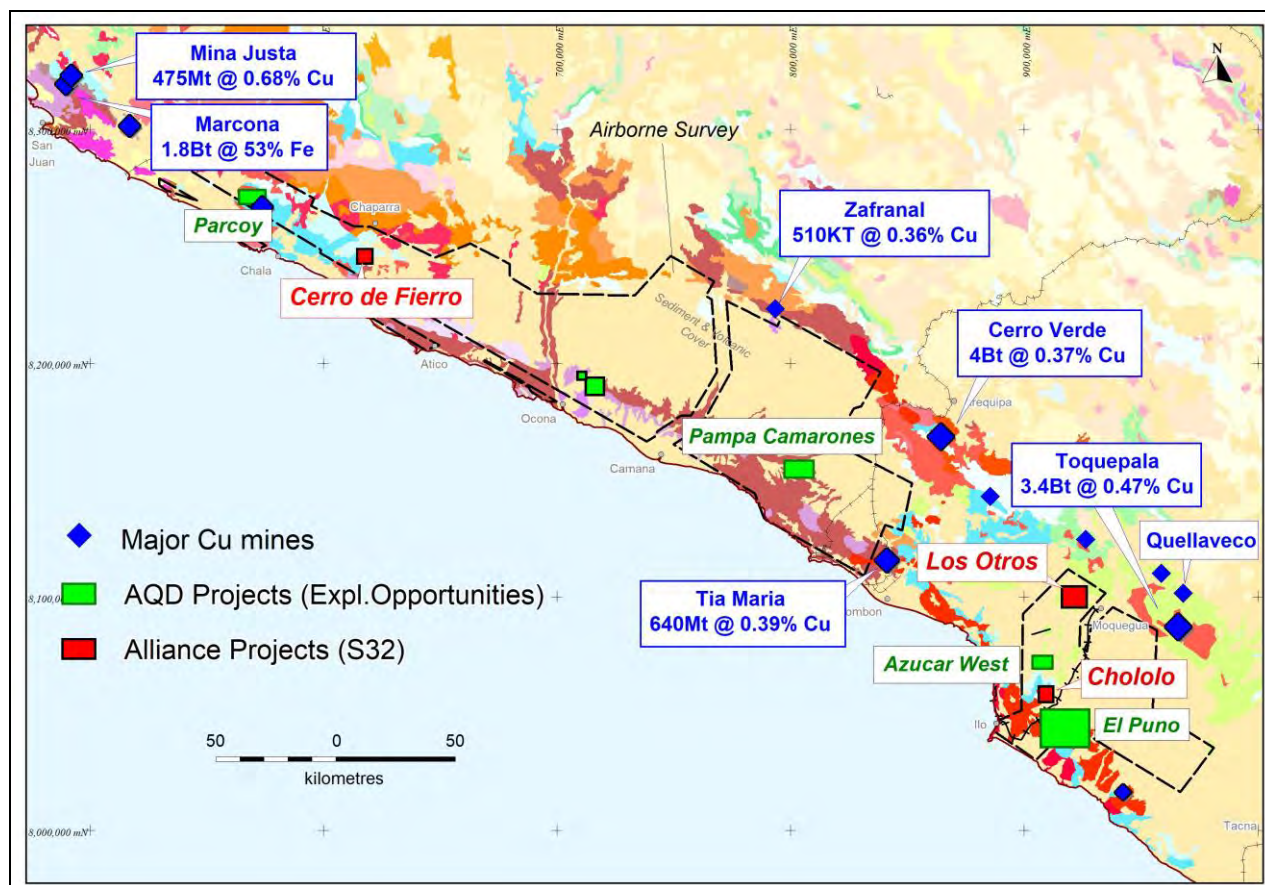 Mina Justa
475Mt @ 0.68% Cu
Marcona
1.8Bt @ 53% Fe
700,000 mE
800,000 mE
900,000 mE
N
8,300,000 mN
San
Juan
Airborne Survey
Parcoy
Chaparra
Chala
Cerro de Fierro
Zafranal
510KT @ 0.36% Cu
Sediment & Volcanic
Cover
Cerro Verde
4Bt @ 0.37% Cu
8,200,000 mN
Atico
Ocona
Camana
Pampa Camarones
Toquepala
3.4Bt @ 0.47% Cu
Quellaveco
Los Otros
Tia Maria
640Mt @ 0.39% Cu
Moquegua
Azucar West
Chololo
Ilo
El Puno
Major Cu mines
AQD Projects (Expl.Opportunities)
Alliance Projects (S32)
50 0 50
kilometres
8,000,000 mN
Tacna